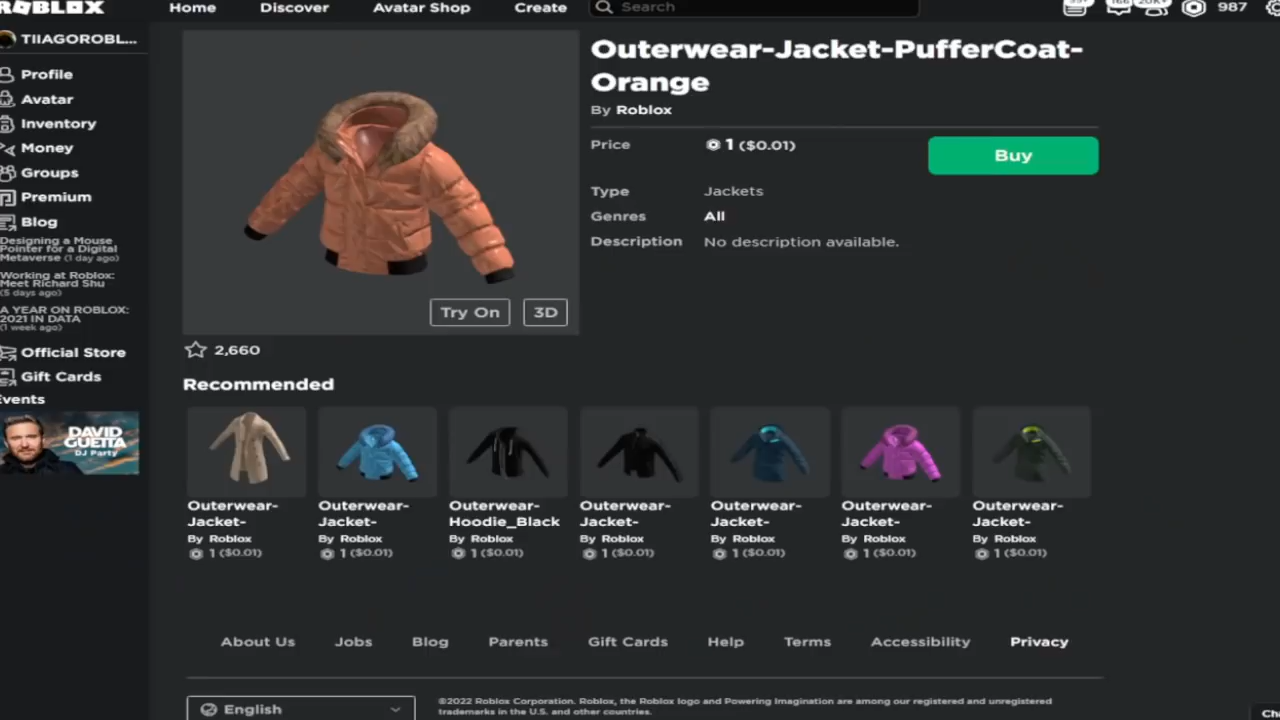 ROBLOX
Home
Discover
Avatar Shop
Create
Search
987
TIIAGOROBL...
Profile
Avatar
Inventory
Money
Groups
Premium
Blog
Designing a Mouse
Pointer for a Digital
Metaverse (1 day ago)
Working at Roblox:
Meet Richard Shu
(5 days ago)
A YEAR ON ROBLOX:
2021 IN DATA
(1 week ago)
Official Store
Gift Cards
Events
DAVID
GUETTA
DJ Party
Try On
3D
2,660
Outerwear-Jacket-PufferCoat-
Orange
By Roblox
Price
1 ($0.01)
Buy
Type
Jackets
Genres
All
Description
No description available.
Recommended
Outerwear-
Jacket-
By Roblox
1 ($0.01)
Outerwear-
Jacket-
By Roblox
1 ($0.01)
Outerwear-
Hoodie_Black
By Roblox
1 ($0.01)
Outerwear-
Jacket-
By Roblox
1 ($0.01)
Outerwear-
Jacket-
By Roblox
1 ($0.01)
Outerwear-
Jacket-
By Roblox
1 ($0.01)
Outerwear-
Jacket-
By Roblox
1 ($0.01)
About Us
Jobs
Blog
Parents
Gift Cards
Help
Terms
Accessibility
Privacy
English
©2022 Roblox Corporation. Roblox, the Roblox logo and Powering Imagination are among our registered and unregistered
trademarks in the U.S. and other countries.